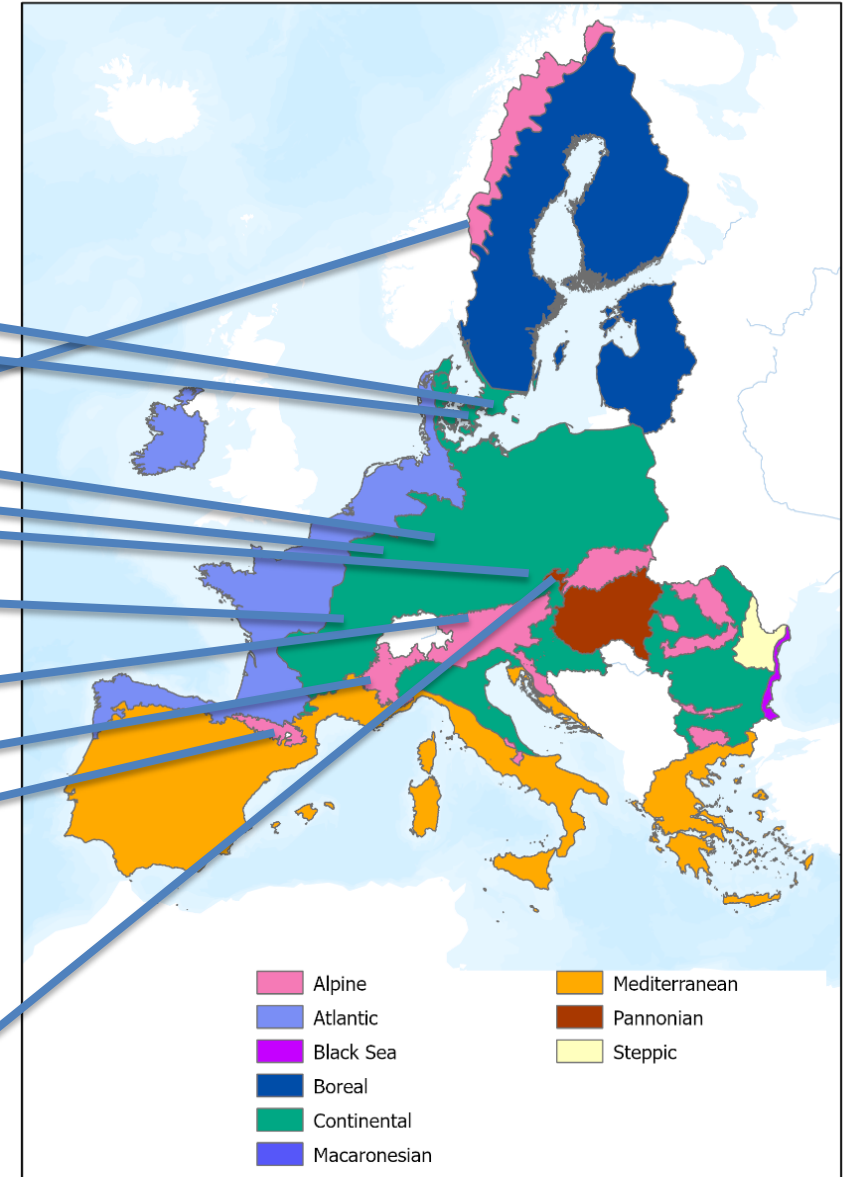 Alpine
Atlantic
Black Sea
Boreal
Continental
Macaronesian
Mediterranean
Pannonian
Steppic